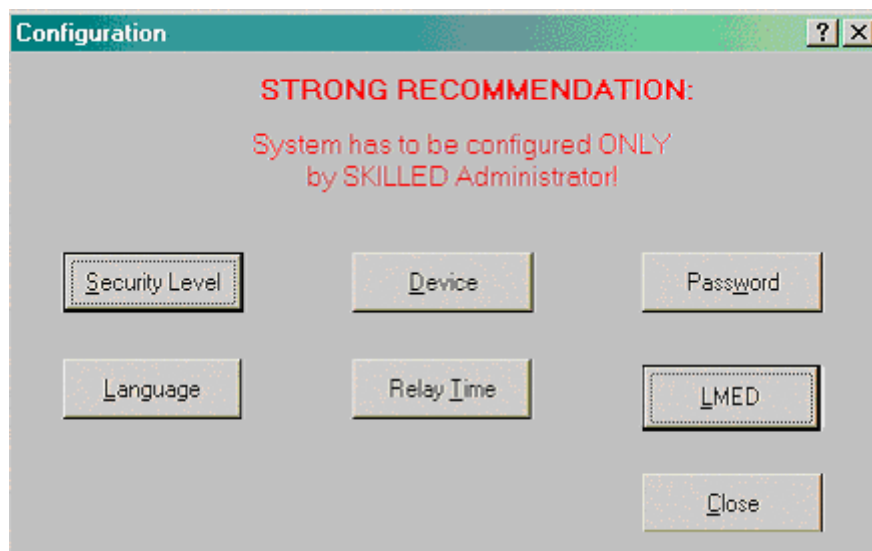 Configuration
STRONG RECOMMENDATION:
System has to be configured ONLY
by SKILLED Administrator!
Security Level
Device
Password
Language
Relay Time
LMED
Close